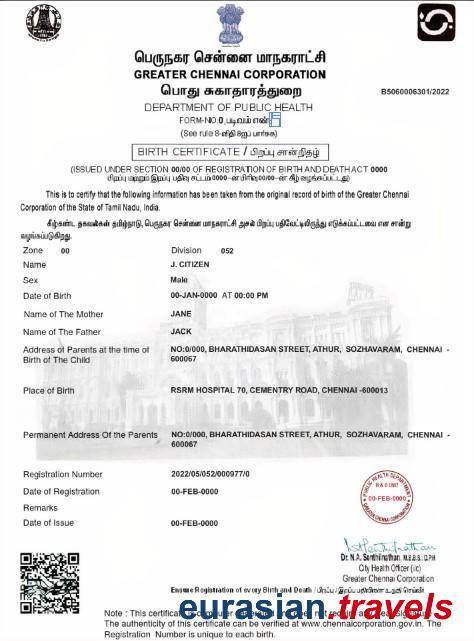 பெருநகர சென்னை மாநகராட்சி
GREATER CHENNAI CORPORATION
பொது சுகாதாரத்துறை
B5060006301/2022
DEPARTMENT OF PUBLIC HEALTH
FORM-NO.0,படிவம் எண்
(See rule 8-விதி 8ஐப் பார்க்க)
BIRTH CERTIFICATE / பிறப்பு சான்றிதழ்
(ISSUED UNDER SECTION 00/00 OF REGISTRATION OF BIRTH AND DEATH ACT 0000
(பிறப்பு மற்றும் இறப்பு பதிவு சட்டம் 0000 -ன் பிரிவு 00/00-ன் கீழ் வழங்கப்பட்டது)
This is to certify that the following information has been taken from the original record of birth of the Greater Chennai
Corporation of the State of Tamil Nadu, India.
கீழ்கண்ட தகவல்கள் தமிழ்நாடு, பெருநகர சென்னை மாநகராட்சி அசல் பிறப்பு பதிவேட்டிலிருந்து எடுக்கப்பட்டவை என சான்று
வழங்கப்படுகிறது.
Zone 00 Division 052
Name J. CITIZEN
Sex Male
Date of Birth 00-JAN-0000 AT 00:00 PM
Name of The Mother JANE
Name of The Father JACK
Address of Parents at the time of NO:0/000, BHARATHIDASAN STREET, ATHUR, SOZHAVARAM, CHENNAI -
Birth of The Child 600067
Place of Birth RSRM HOSPITAL 70, CEMENTRY ROAD, CHENNAI -600013
Permanent Address Of the Parents NO:0/000, BHARATHIDASAN STREET, ATHUR, SOZHAVARAM, CHENNAI -
600067
Registration Number 2022/05/052/000977/0
Date of Registration 00-FEB-0000
Remarks
Date of Issue 00-FEB-0000
PUBLIC HEALTH DEPARTMENT
B & D UNIT
00-FEB-0000
GREATER CHENNAI CORPORATION
Dr. N.A. Senthilnathan, M.B.B.S., D.P.H
City Health Officer (i/c)
Greater Chennai Corporation
Ensure Registration of every Birth and Death /
eurasian.travels
Note : This certificate is computer
The authenticity of this certificate can be verified at www.chennaicorporation.gov.in. The
Registration Number is unique to each birth.